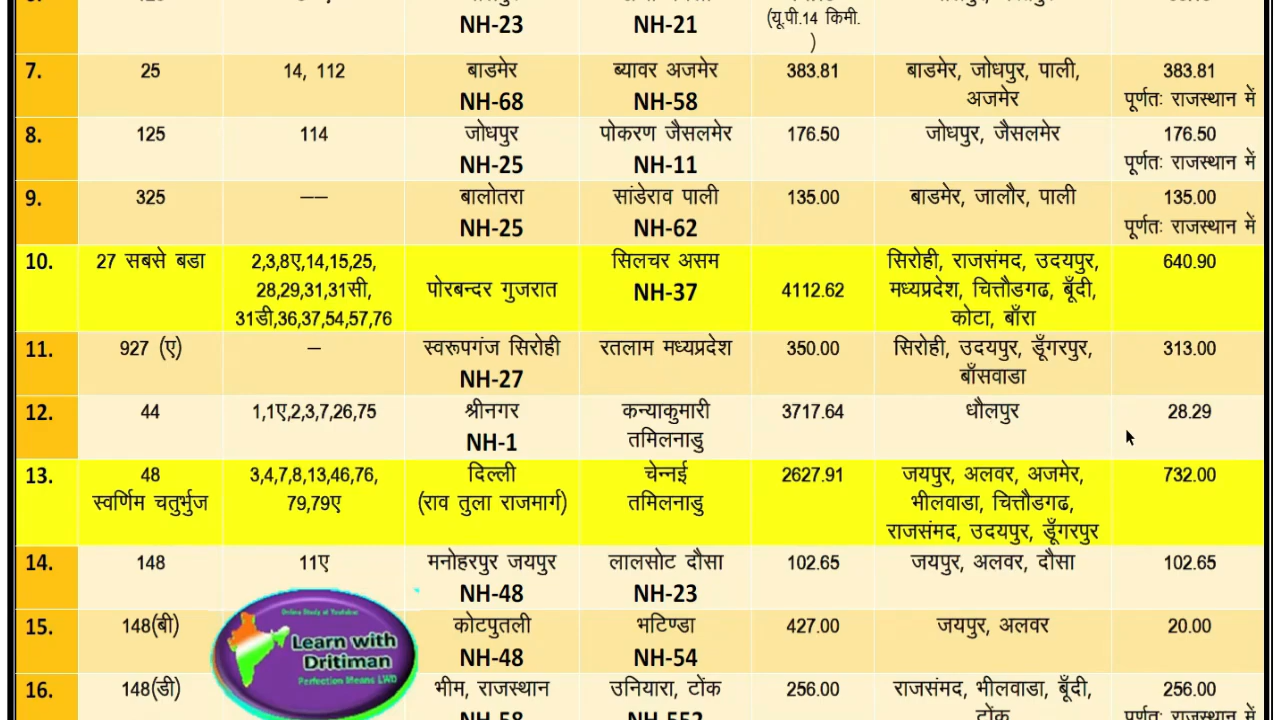 NH-23 NH-21 (यू.पी.14 किमी.
)
7. 25 14, 112 बाडमेर ब्यावर अजमेर 383.81 बाडमेर, जोधपुर, पाली, 383.81
NH-68 NH-58 अजमेर पूर्णतः राजस्थान में
8. 125 114 जोधपुर पोकरण जैसलमेर 176.50 जोधपुर, जैसलमेर 176.50
NH-25 NH-11 पूर्णतः राजस्थान में
9. 325 –– बालोतरा सांडेराव पाली 135.00 बाडमेर, जालौर, पाली 135.00
NH-25 NH-62 पूर्णतः राजस्थान में
10. 27 सबसे बडा 2,3,8ए,14,15,25, सिलचर असम सिरोही, राजसंमद, उदयपुर, 640.90
28,29,31,31सी, पोरबन्दर गुजरात NH-37 4112.62 मध्यप्रदेश, चित्तौडगढ, बूँदी,
31डी,36,37,54,57,76 कोटा, बाँरा
11. 927 (ए) – स्वरूपगंज सिरोही रतलाम मध्यप्रदेश 350.00 सिरोही, उदयपुर, डूँगरपुर, 313.00
NH-27 बाँसवाडा
12. 44 1,1ए,2,3,7,26,75 श्रीनगर कन्याकुमारी 3717.64 धौलपुर 28.29
NH-1 तमिलनाडु
13. 48 3,4,7,8,13,46,76, दिल्ली चेन्नई 2627.91 जयपुर, अलवर, अजमेर, 732.00
स्वर्णिम चतुर्भुज 79,79ए (राव तुला राजमार्ग) तमिलनाडु भीलवाडा, चित्तौडगढ,
राजसंमद, उदयपुर, डूँगरपुर
14. 148 11ए मनोहरपुर जयपुर लालसोट दौसा 102.65 जयपुर, अलवर, दौसा 102.65
NH-48 NH-23
15. 148(बी) कोटपुतली भटिण्डा 427.00 जयपुर, अलवर 20.00
NH-48 NH-54
16. 148(डी) भीम, राजस्थान उनियारा, टोंक 256.00 राजसंमद, भीलवाडा, बूँदी, 256.00
NH-58 NH-552 टोंक पूर्णतः राजस्थान में
Online Study at Youtube
Learn with
Dritiman
Perfection Means LWD